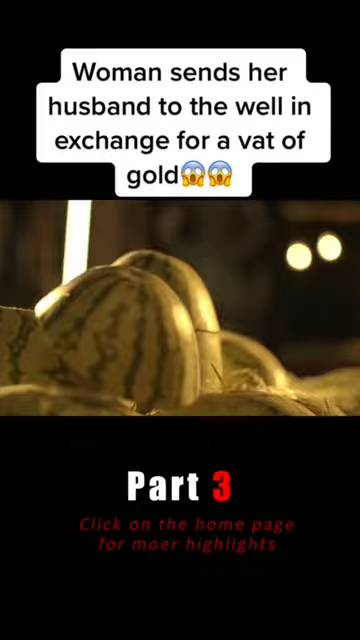 Woman sends her
husband to the well in
exchange for a vat of
gold😱😱
Part 3
Click on the home page
for moer highlights